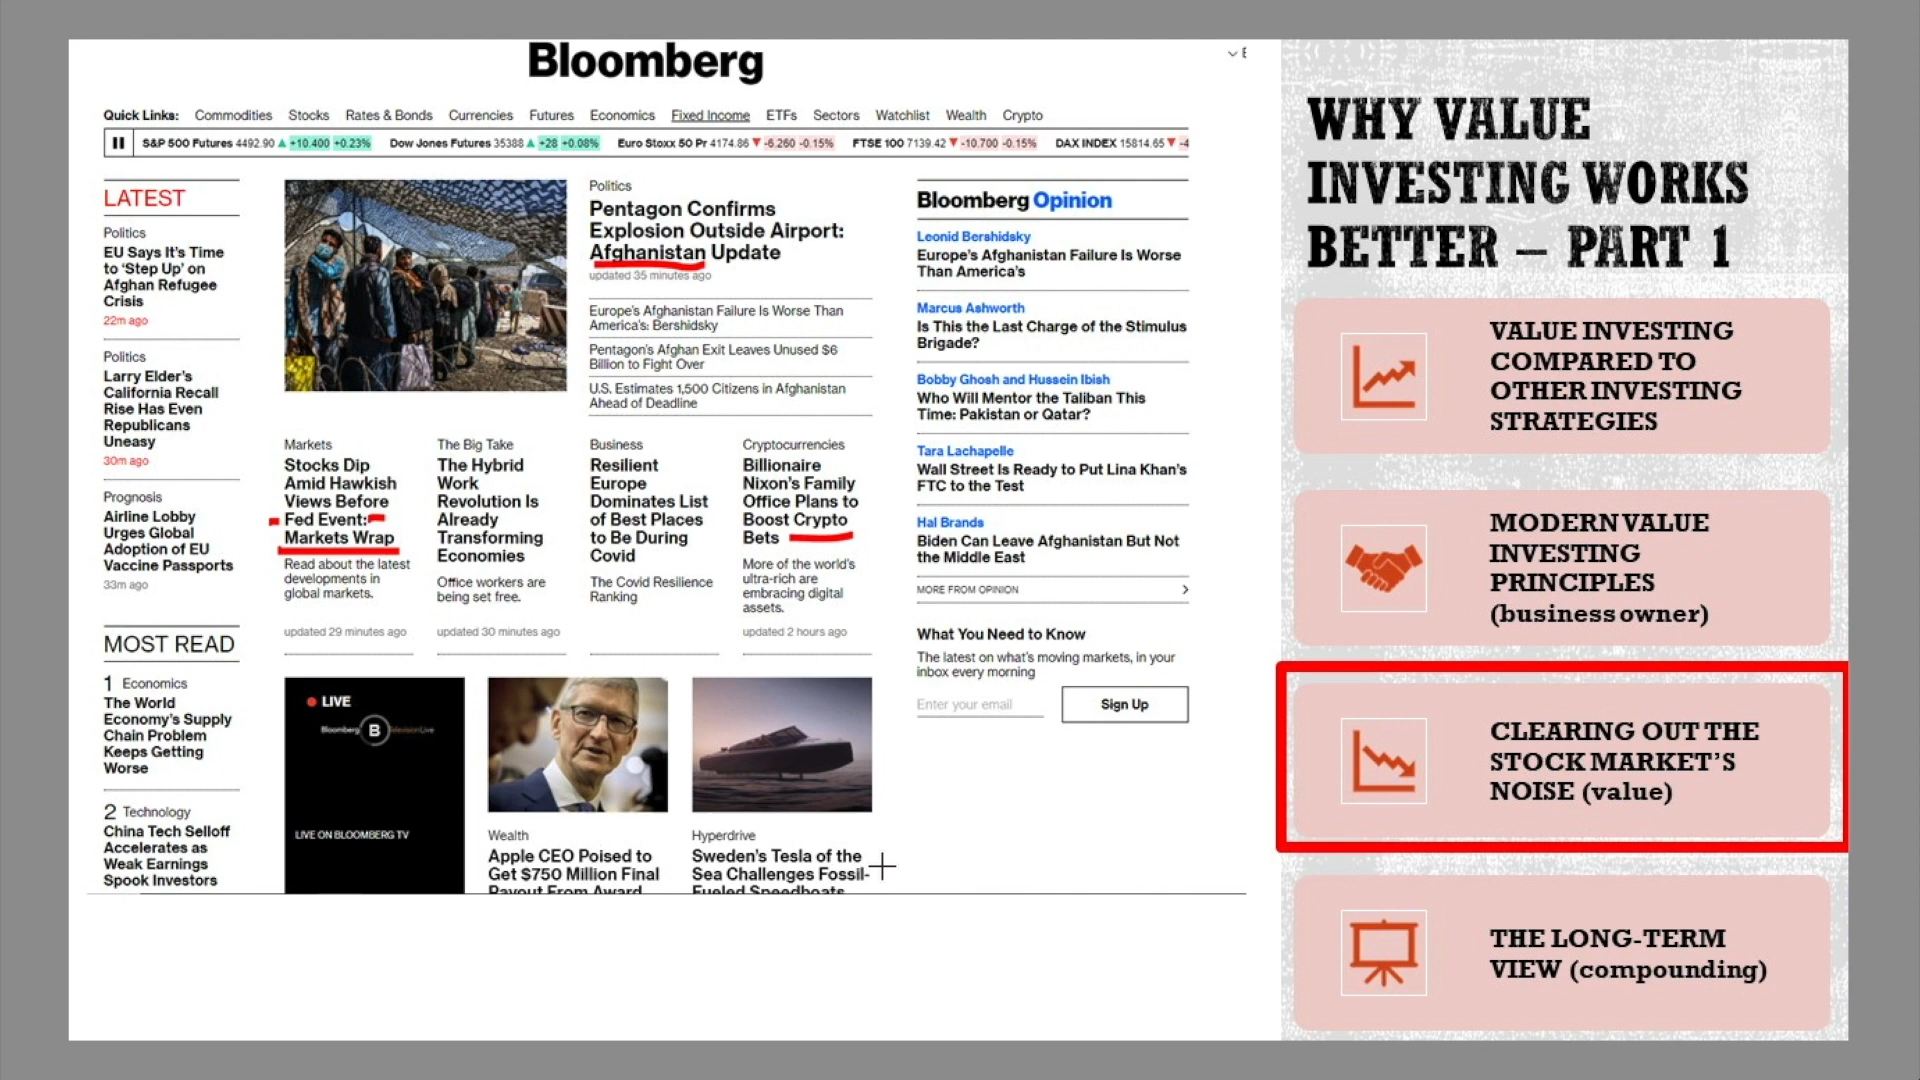 Bloomberg
Quick Links: Commodities Stocks Rates & Bonds Currencies Futures Economics Fixed Income ETFs Sectors Watchlist Wealth Crypto
S&P 500 Futures 4492.90 ▲ +10.400 +0.23% Dow Jones Futures 35388 ▲ +28 +0.08% Euro Stoxx 50 Pr 4174.86 ▼ -6.260 -0.15% FTSE 100 7139.42 ▼ -10.700 -0.15% DAX INDEX 15814.65 ▼ -4
LATEST
Politics
EU Says It's Time
to 'Step Up' on
Afghan Refugee
Crisis
22m ago
Politics
Larry Elder's
California Recall
Rise Has Even
Republicans
Uneasy
30m ago
Prognosis
Airline Lobby
Urges Global
Adoption of EU
Vaccine Passports
33m ago
MOST READ
1 Economics
The World
Economy's Supply
Chain Problem
Keeps Getting
Worse
2 Technology
China Tech Selloff
Accelerates as
Weak Earnings
Spook Investors
Politics
Pentagon Confirms
Explosion Outside Airport:
Afghanistan Update
updated 35 minutes ago
Europe's Afghanistan Failure Is Worse Than
America's: Bershidsky
Pentagon's Afghan Exit Leaves Unused $6
Billion to Fight Over
U.S. Estimates 1,500 Citizens in Afghanistan
Ahead of Deadline
Markets
Stocks Dip
Amid Hawkish
Views Before
Fed Event:
Markets Wrap
Read about the latest
developments in
global markets.
updated 29 minutes ago
The Big Take
The Hybrid
Work
Revolution Is
Already
Transforming
Economies
Office workers are
being set free.
updated 30 minutes ago
Business
Resilient
Europe
Dominates List
of Best Places
to Be During
Covid
The Covid Resilience
Ranking
Cryptocurrencies
Billionaire
Nixon's Family
Office Plans to
Boost Crypto
Bets
More of the world's
ultra-rich are
embracing digital
assets.
updated 2 hours ago
LIVE
Bloomberg B Television Live
LIVE ON BLOOMBERG TV
Wealth
Apple CEO Poised to
Get $750 Million Final
Payout From Award
Hyperdrive
Sweden's Tesla of the
Sea Challenges Fossil-
Fueled Speedboats
Bloomberg Opinion
Leonid Bershidsky
Europe's Afghanistan Failure Is Worse
Than America's
Marcus Ashworth
Is This the Last Charge of the Stimulus
Brigade?
Bobby Ghosh and Hussein Ibish
Who Will Mentor the Taliban This
Time: Pakistan or Qatar?
Tara Lachapelle
Wall Street Is Ready to Put Lina Khan's
FTC to the Test
Hal Brands
Biden Can Leave Afghanistan But Not
the Middle East
MORE FROM OPINION
What You Need to Know
The latest on what's moving markets, in your
inbox every morning
Enter your email
Sign Up
WHY VALUE
INVESTING WORKS
BETTER – PART 1
VALUE INVESTING
COMPARED TO
OTHER INVESTING
STRATEGIES
MODERN VALUE
INVESTING
PRINCIPLES
(business owner)
CLEARING OUT THE
STOCK MARKET'S
NOISE (value)
THE LONG-TERM
VIEW (compounding)